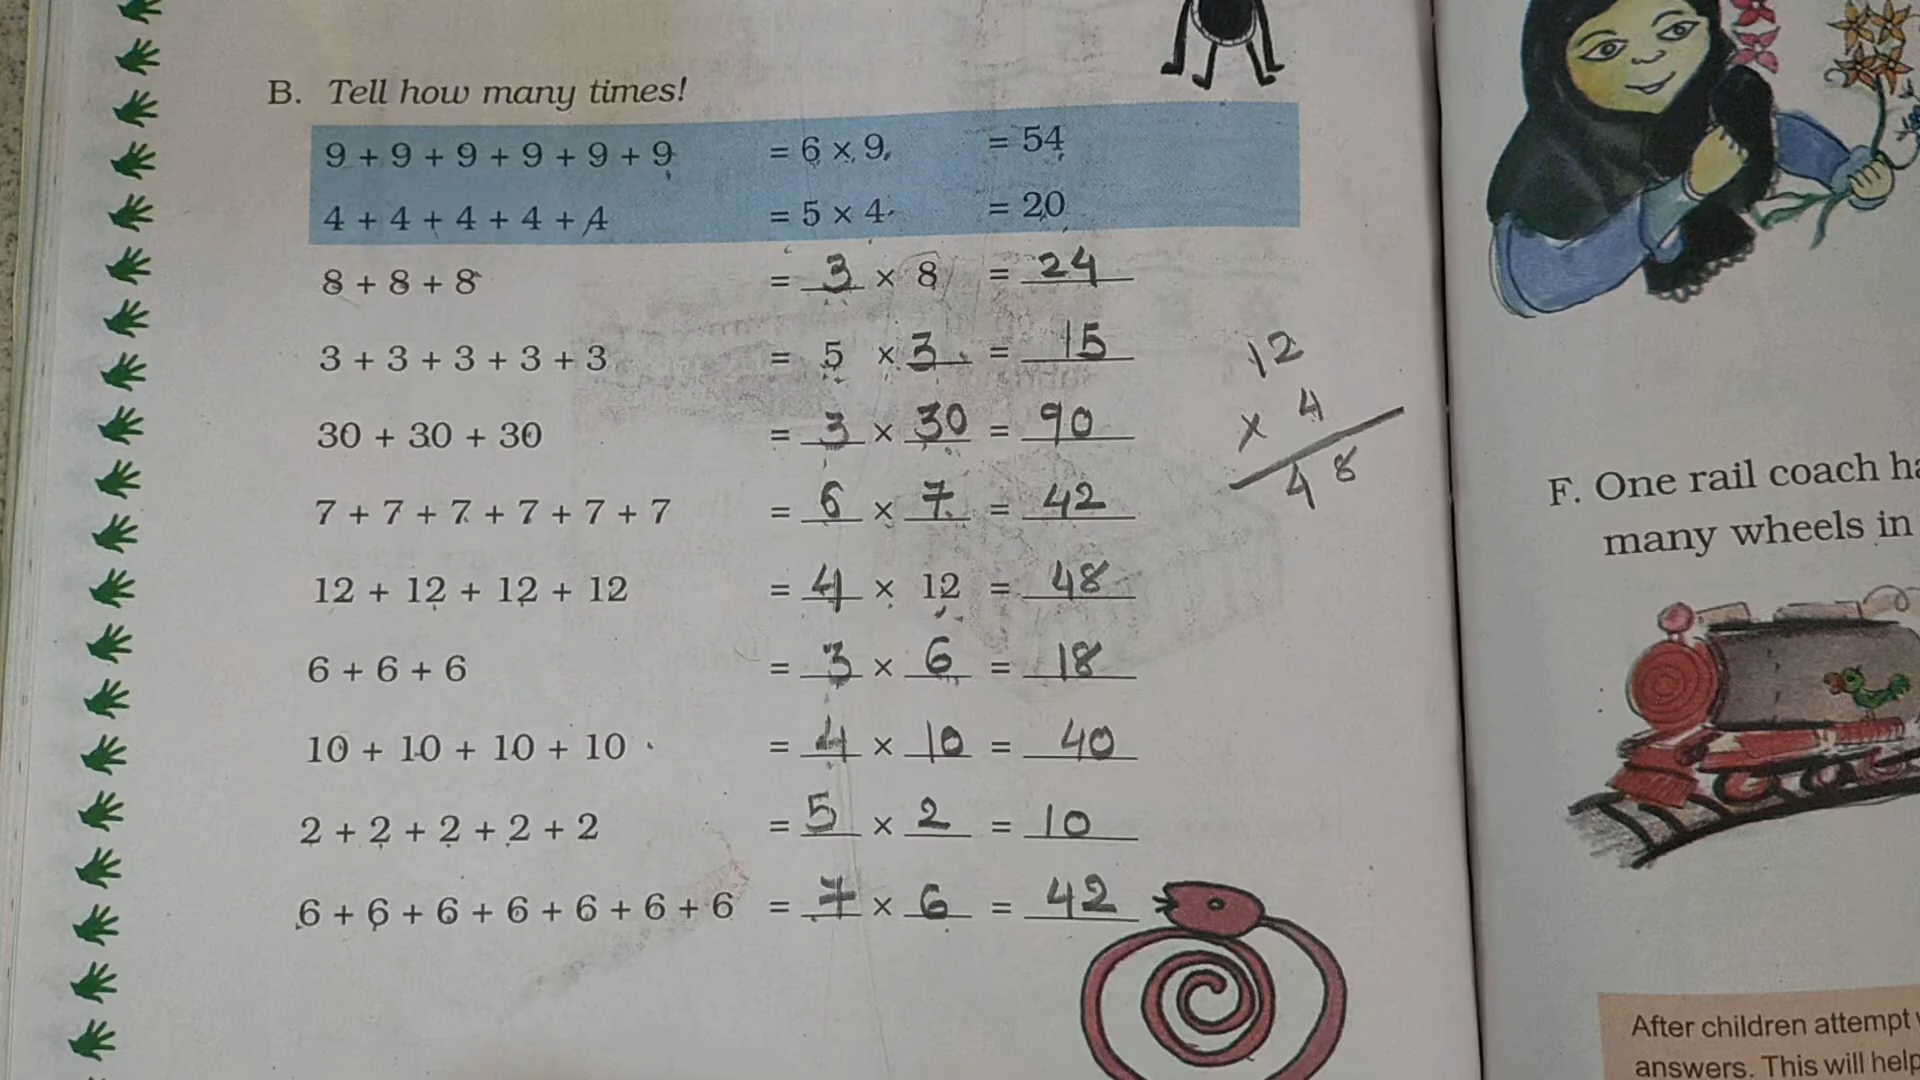 B. Tell how many times!
9 + 9 + 9 + 9 + 9 + 9 = 6 × 9 = 54
4 + 4 + 4 + 4 + 4 = 5 × 4 = 20
8 + 8 + 8 = 3 × 8 = 24
3 + 3 + 3 + 3 + 3 = 5 × 3 = 15
30 + 30 + 30 = 3 × 30 = 90
7 + 7 + 7 + 7 + 7 + 7 = 6 × 7 = 42
12 + 12 + 12 + 12 = 4 × 12 = 48
6 + 6 + 6 = 3 × 6 = 18
10 + 10 + 10 + 10 = 4 × 10 = 40
2 + 2 + 2 + 2 + 2 = 5 × 2 = 10
6 + 6 + 6 + 6 + 6 + 6 + 6 = 7 × 6 = 42
12
× 4
48
F. One rail coach ha
many wheels in
After children attempt
answers. This will help